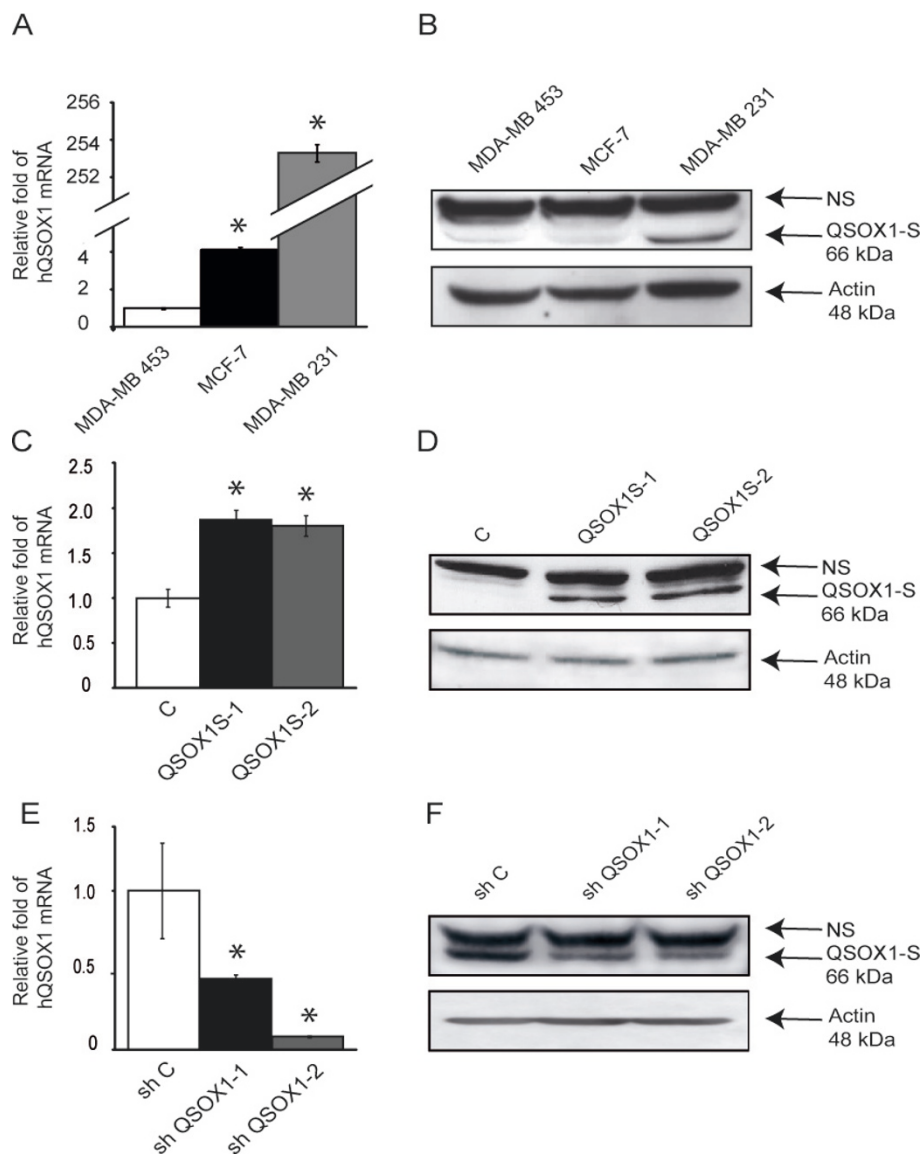 A
Relative fold of
hQSOX1 mRNA
256
254
252
4
2
0
*
*
MDA-MB 453
MCF-7
MDA-MB 231
B
MDA-MB 453
MCF-7
MDA-MB 231
NS
QSOX1-S
66 kDa
Actin
48 kDa
C
Relative fold of
hQSOX1 mRNA
2.5
2.0
1.0
0.5
0
*
*
C
QSOX1S-1
QSOX1S-2
D
C
QSOX1S-1
QSOX1S-2
NS
QSOX1-S
66 kDa
Actin
48 kDa
E
Relative fold of
hQSOX1 mRNA
1.5
1.0
0.5
0
*
*
sh C
sh QSOX1-1
sh QSOX1-2
F
sh C
sh QSOX1-1
sh QSOX1-2
NS
QSOX1-S
66 kDa
Actin
48 kDa